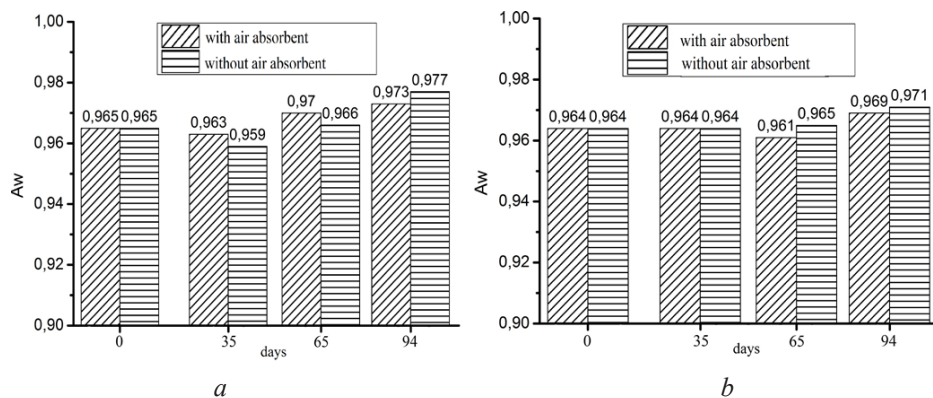 1,00
0,98
0,96
0,94
0,92
0,90
Aw
with air absorbent
without air absorbent
0,965 0,965
0,963 0,959
0,97 0,966
0,973 0,977
0 35 65 94
days
a
1,00
0,98
0,96
0,94
0,92
0,90
Aw
with air absorbent
without air absorbent
0,964 0,964
0,964 0,964
0,961 0,965
0,969 0,971
0 35 65 94
days
b